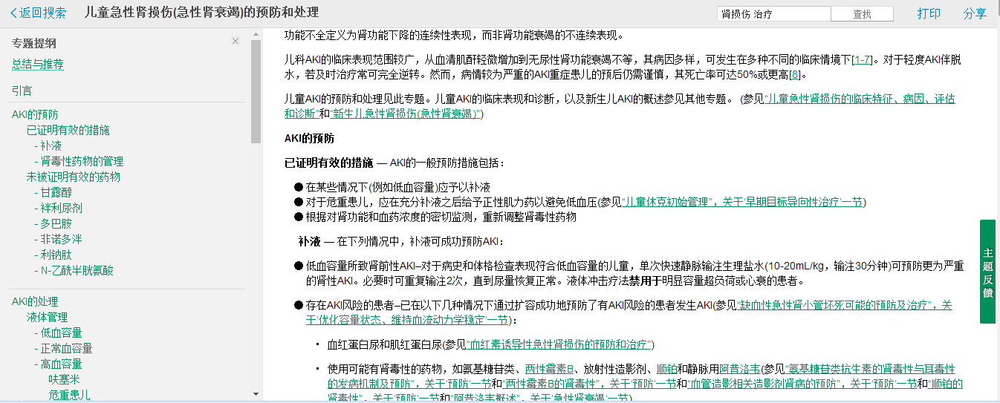 返回搜索
儿童急性肾损伤(急性肾衰竭)的预防和处理
肾损伤 治疗
查找
打印
分享
专题提纲
总结与推荐
引言
AKI的预防
已证明有效的措施
- 补液
- 肾毒性药物的管理
未被证明有效的药物
- 甘露醇
- 袢利尿剂
- 多巴胺
- 非诺多泮
- 利钠肽
- N-乙酰半胱氨酸
AKI的处理
液体管理
- 低血容量
- 正常血容量
- 高血容量
呋塞米
危重患儿
功能不全定义为肾功能下降的连续性表现，而非肾功能衰竭的不连续表现。
儿科AKI的临床表现范围较广，从血清肌酐轻微增加到无尿性肾功能衰竭不等，其病因多样，可发生在多种不同的临床情境下[1-7]。对于轻度AKI伴脱
水，若及时治疗常可完全逆转。然而，病情较为严重的AKI重症患儿的预后仍需谨慎，其死亡率可达50%或更高[8]。
儿童AKI的预防和处理见此专题。儿童AKI的临床表现和诊断，以及新生儿AKI的概述参见其他专题。 (参见“儿童急性肾损伤的临床特征、病因、评估
和诊断”和“新生儿急性肾损伤(急性肾衰竭)”)
AKI的预防
已证明有效的措施 — AKI的一般预防措施包括：
● 在某些情况下(例如低血容量)应予以补液
● 对于危重患儿，应在充分补液之后给予正性肌力药以避免低血压(参见“儿童休克初始管理”，关于‘早期目标导向性治疗’一节)
● 根据对肾功能和血药浓度的密切监测，重新调整肾毒性药物
补液 — 在下列情况中，补液可成功预防AKI：
● 低血容量所致肾前性AKI–对于病史和体格检查表现符合低血容量的儿童，单次快速静脉输注生理盐水(10-20mL/kg，输注30分钟)可预防更为严重
的肾性AKI。必要时可重复输注2次，直到尿量恢复正常。液体冲击疗法禁用于明显容量超负荷或心衰的患者。
● 存在AKI风险的患者–已在以下几种情况下通过扩容成功地预防了有AKI风险的患者发生AKI(参见“缺血性急性肾小管坏死可能的预防及治疗”，关
于‘优化容量状态、维持血流动力学稳定’一节)：
• 血红蛋白尿和肌红蛋白尿(参见“血红素诱导性急性肾损伤的预防和治疗”)
• 使用可能有肾毒性的药物，如氨基糖苷类、两性霉素B、放射性造影剂、顺铂和静脉用阿昔洛韦(参见“氨基糖苷类抗生素的肾毒性与耳毒性
的发病机制及预防”，关于‘预防’一节和“两性霉素B的肾毒性”，关于‘预防’一节和“血管造影相关造影剂肾病的预防”，关于‘预防’一节和“顺铂的
肾毒性”，关于‘预防’一节和“阿昔洛韦概述”，关于‘急性肾衰竭’一节)
主題反饋